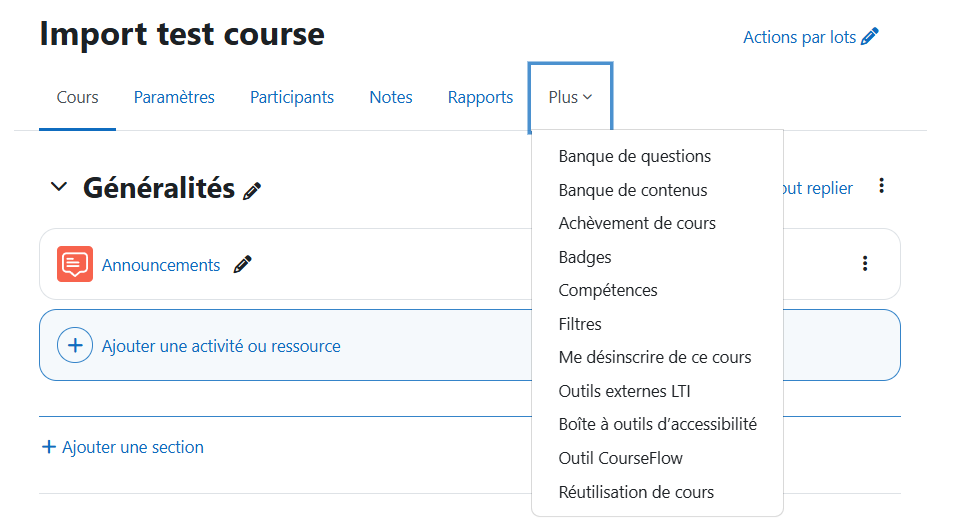 Import test course
Actions par lots
Cours Paramètres Participants Notes Rapports Plus
Banque de questions
Banque de contenus
Achèvement de cours
Badges
Compétences
Filtres
Me désinscrire de ce cours
Outils externes LTI
Boîte à outils d’accessibilité
Outil CourseFlow
Réutilisation de cours
Généralités
out replier
Announcements
Ajouter une activité ou ressource
Ajouter une section